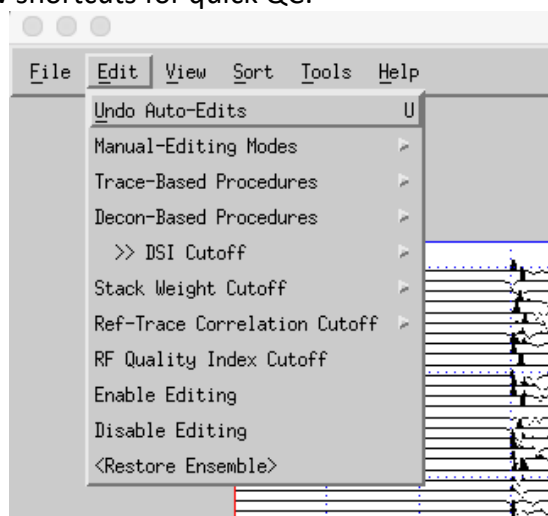 shortcuts for quick QC.
File Edit View Sort Tools Help
Undo Auto-Edits U
Manual-Editing Modes
Trace-Based Procedures
Decon-Based Procedures
>> DSI Cutoff
Stack Weight Cutoff
Ref-Trace Correlation Cutoff
RF Quality Index Cutoff
Enable Editing
Disable Editing
<Restore Ensemble>